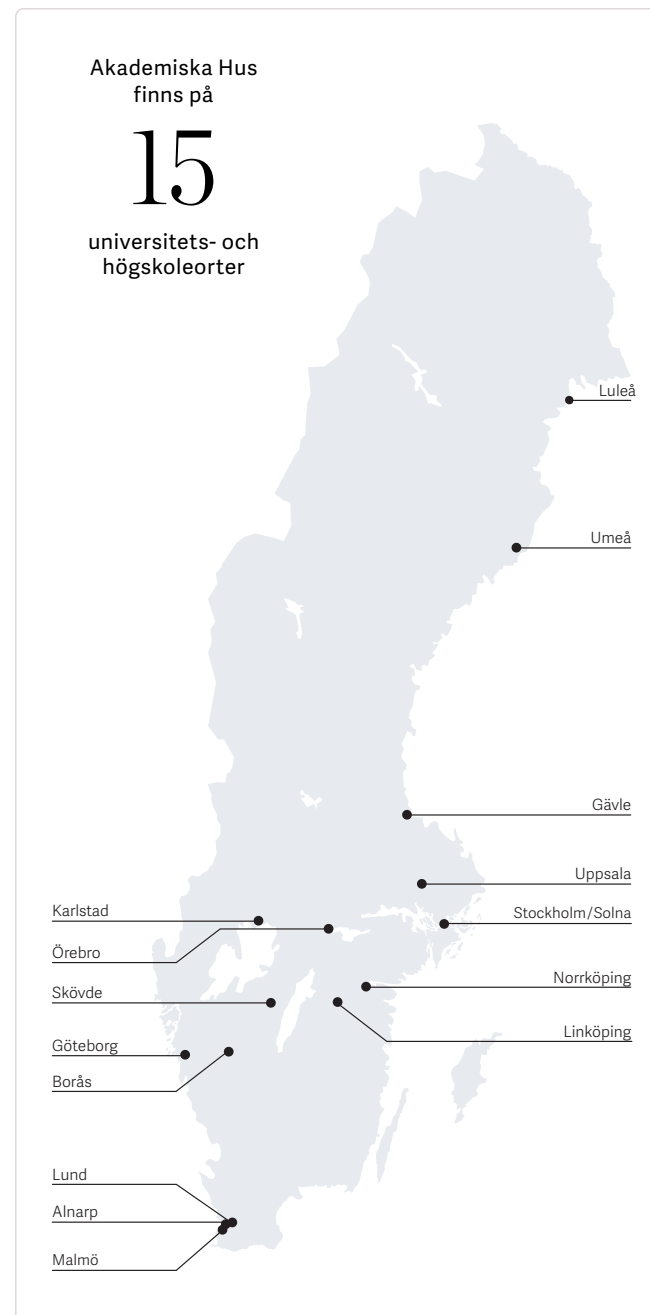 Akademiska Hus
finns på
15
universitets- och
högskoleorter
Luleå
Umeå
Gävle
Uppsala
Stockholm/Solna
Norrköping
Linköping
Karlstad
Örebro
Skövde
Göteborg
Borås
Lund
Alnarp
Malmö